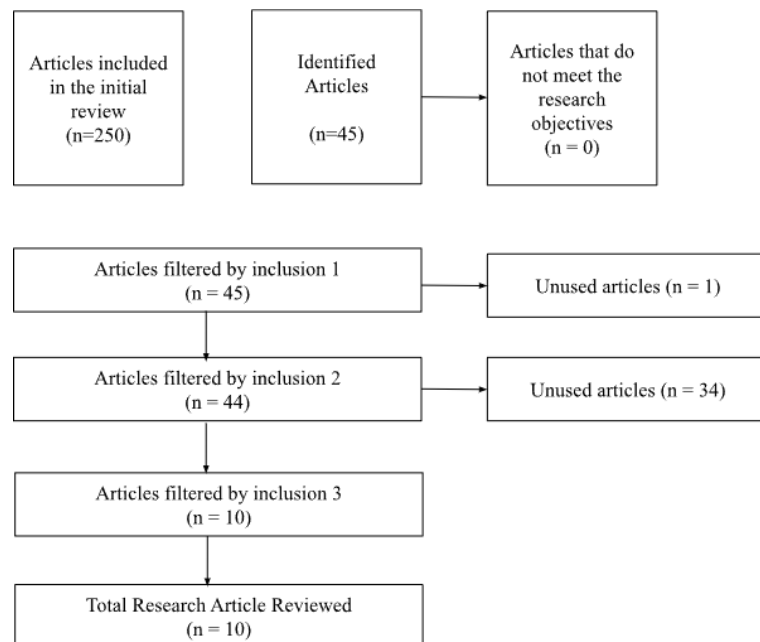 Articles included
in the initial
review
(n=250)
Identified
Articles
(n=45)
Articles that do
not meet the
research
objectives
(n = 0)
Articles filtered by inclusion 1
(n = 45)
Unused articles (n = 1)
Articles filtered by inclusion 2
(n = 44)
Unused articles (n = 34)
Articles filtered by inclusion 3
(n = 10)
Total Research Article Reviewed
(n = 10)